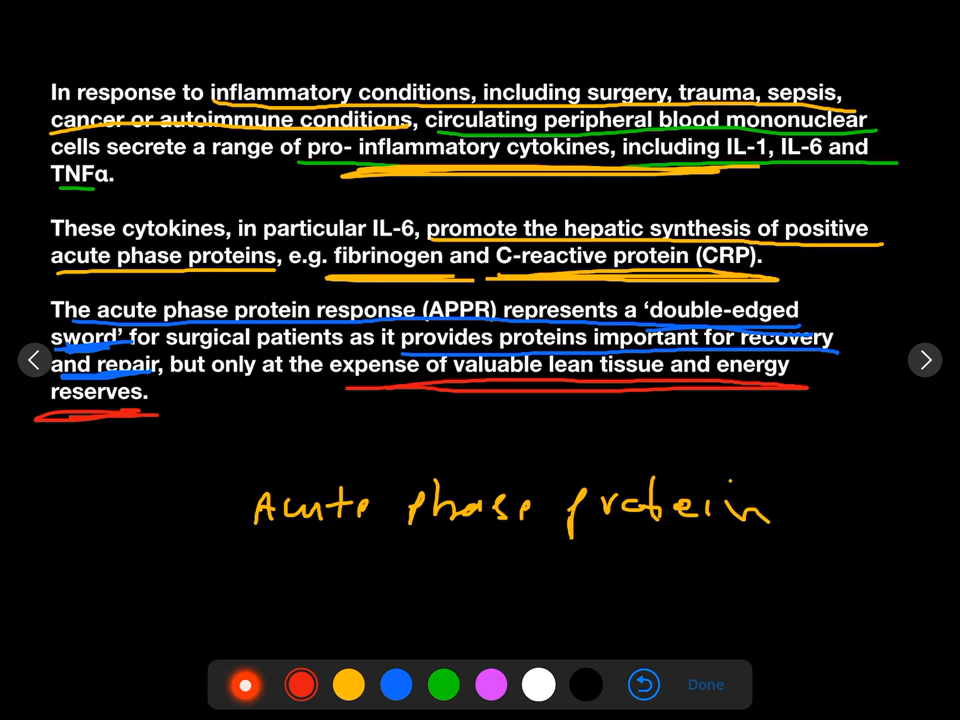 In response to inflammatory conditions, including surgery, trauma, sepsis,
cancer or autoimmune conditions, circulating peripheral blood mononuclear
cells secrete a range of pro- inflammatory cytokines, including IL-1, IL-6 and
TNFα.
These cytokines, in particular IL-6, promote the hepatic synthesis of positive
acute phase proteins, e.g. fibrinogen and C-reactive protein (CRP).
The acute phase protein response (APPR) represents a ‘double-edged
sword’ for surgical patients as it provides proteins important for recovery
and repair, but only at the expense of valuable lean tissue and energy
reserves.
Acute phase protein
Done